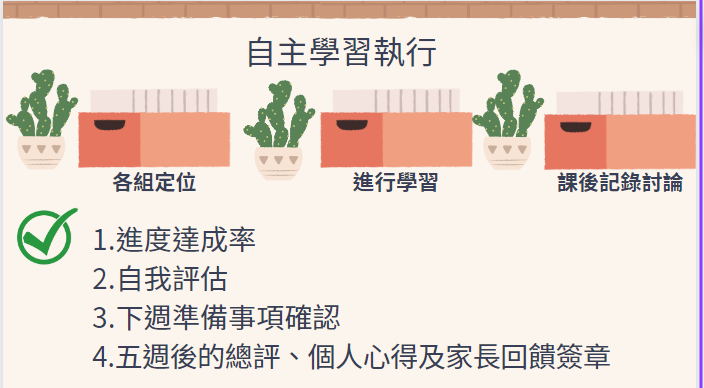 自主學習執行
各組定位
進行學習
課後記錄討論
1.進度達成率
2.自我評估
3.下週準備事項確認
4.五週後的總評、個人心得及家長回饋簽章